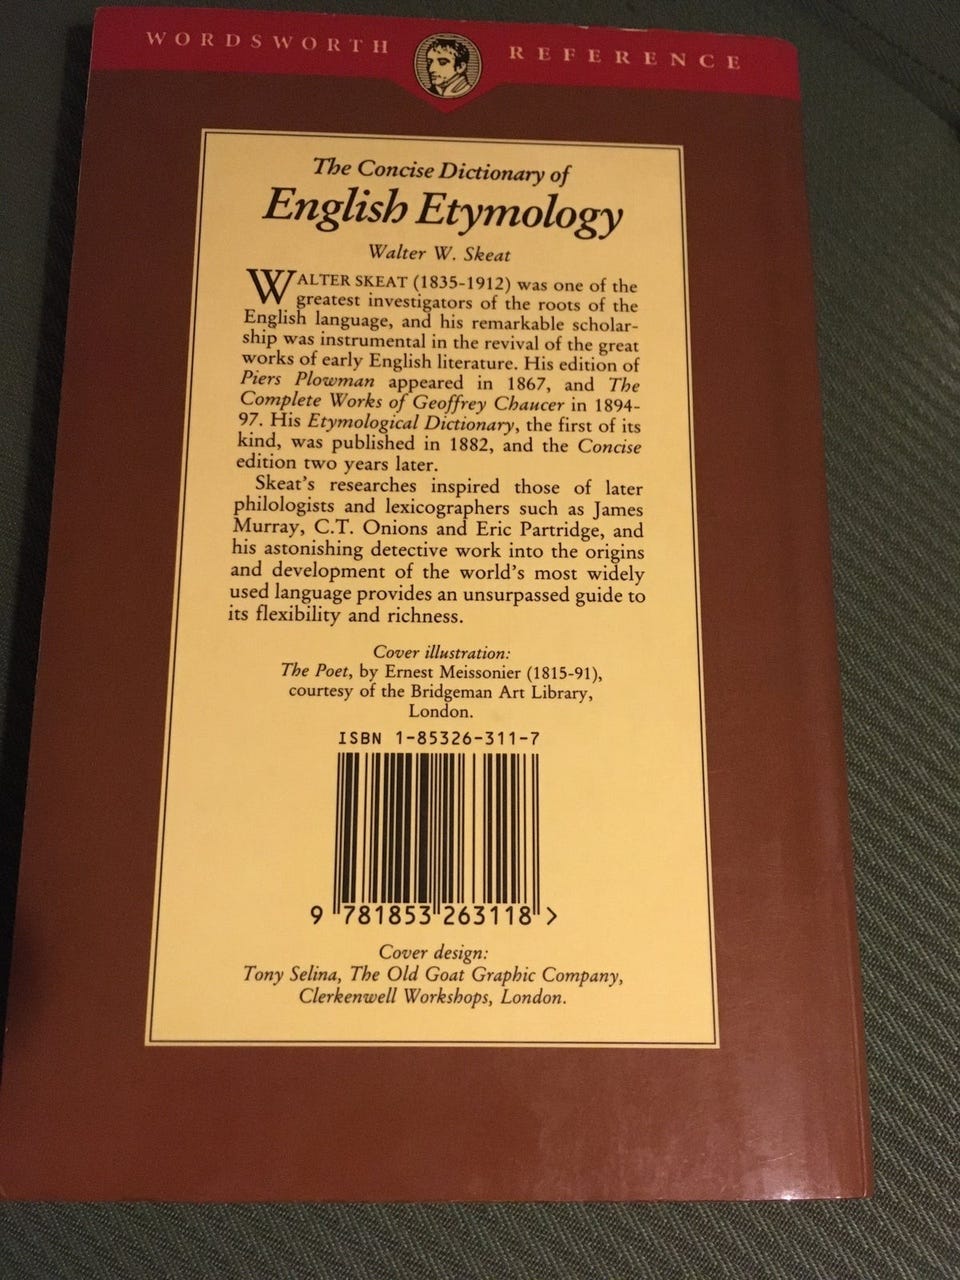 WORDSWORTH REFERENCE
The Concise Dictionary of
English Etymology
Walter W. Skeat
WALTER SKEAT (1835-1912) was one of the
greatest investigators of the roots of the
English language, and his remarkable scholar-
ship was instrumental in the revival of the great
works of early English literature. His edition of
Piers Plowman appeared in 1867, and The
Complete Works of Geoffrey Chaucer in 1894-
97. His Etymological Dictionary, the first of its
kind, was published in 1882, and the Concise
edition two years later.
Skeat's researches inspired those of later
philologists and lexicographers such as James
Murray, C.T. Onions and Eric Partridge, and
his astonishing detective work into the origins
and development of the world's most widely
used language provides an unsurpassed guide to
its flexibility and richness.
Cover illustration:
The Poet, by Ernest Meissonier (1815-91),
courtesy of the Bridgeman Art Library,
London.
ISBN 1-85326-311-7
9 781853 263118 >
Cover design:
Tony Selina, The Old Goat Graphic Company,
Clerkenwell Workshops, London.